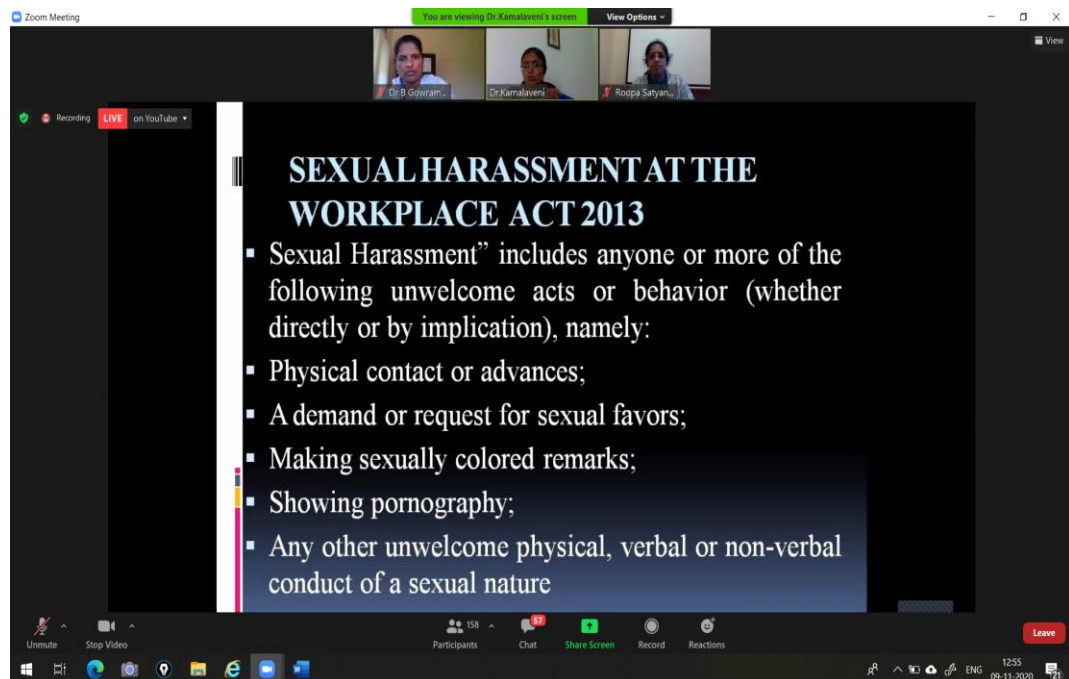 Zoom Meeting
You are viewing Dr.Kamalaveni's screen
View Options
View
Dr B Gowram...
Dr.Kamalaveni
Roopa Satyan...
Recording
LIVE
on YouTube
SEXUAL HARASSMENT AT THE
WORKPLACE ACT 2013
Sexual Harassment” includes anyone or more of the
following unwelcome acts or behavior (whether
directly or by implication), namely:
Physical contact or advances;
A demand or request for sexual favors;
Making sexually colored remarks;
Showing pornography;
Any other unwelcome physical, verbal or non-verbal
conduct of a sexual nature
Unmute
Stop Video
158
Participants
57
Chat
Share Screen
Record
Reactions
Leave
ENG
12:55
09-11-2020
21